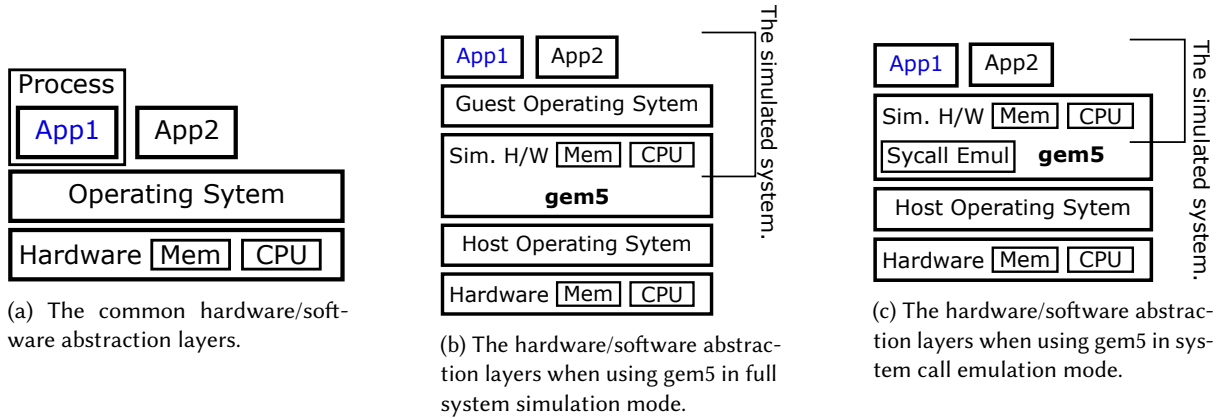 Process
App1 App2
Operating Sytem
Hardware Mem CPU
(a) The common hardware/soft-
ware abstraction layers.
App1 App2
Guest Operating Sytem
Sim. H/W Mem CPU
gem5
Host Operating Sytem
Hardware Mem CPU
The simulated system.
(b) The hardware/software abstrac-
tion layers when using gem5 in full
system simulation mode.
App1 App2
Sim. H/W Mem CPU
Sycall Emul gem5
Host Operating Sytem
Hardware Mem CPU
The simulated system.
(c) The hardware/software abstrac-
tion layers when using gem5 in sys-
tem call emulation mode.